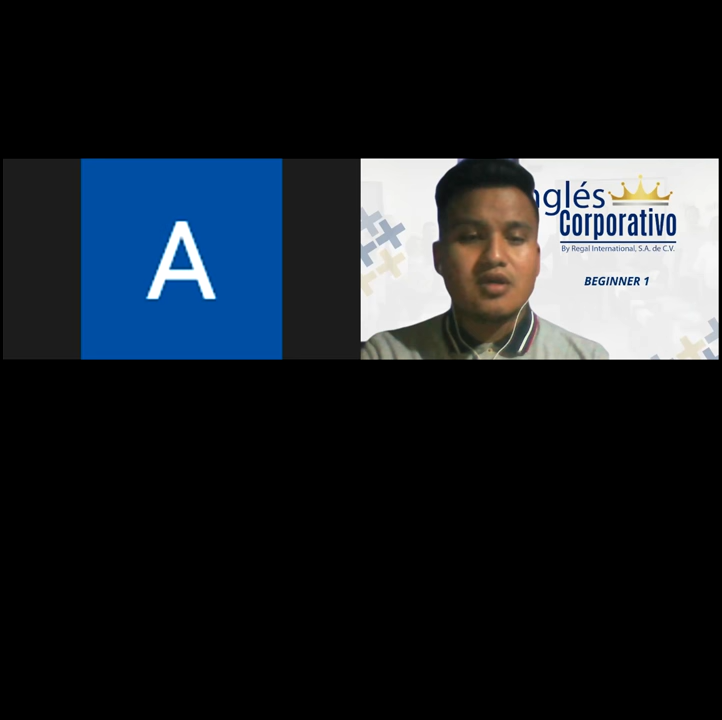 A
nglés
Corporativo
By Regal International, S.A. de C.V.
BEGINNER 1